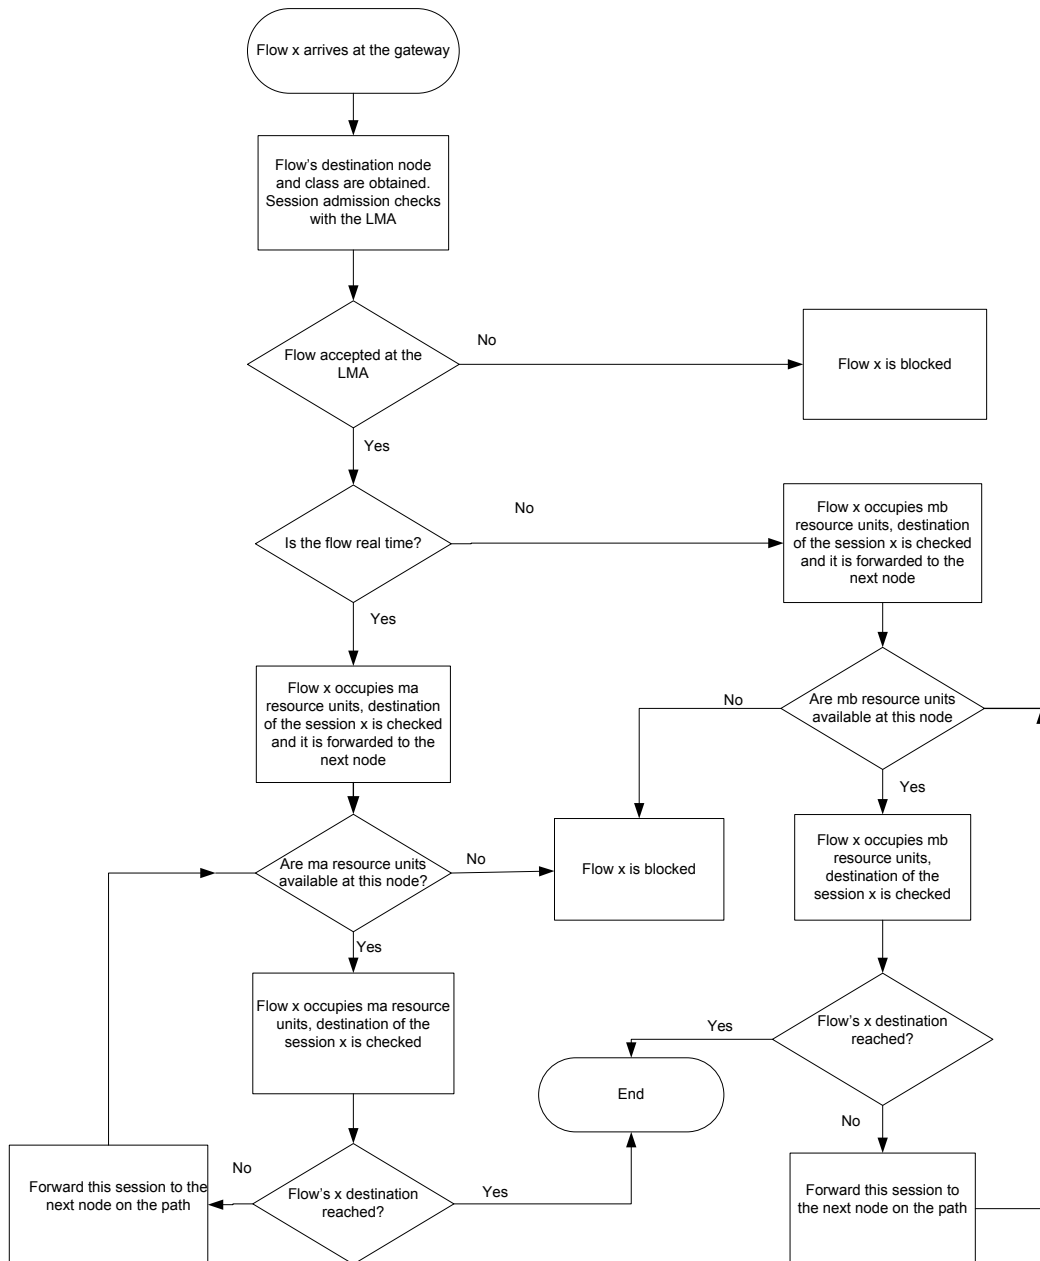 Flow x arrives at the gateway
Flow's destination node
and class are obtained.
Session admission checks
with the LMA
Flow accepted at the
LMA
No
Flow x is blocked
Yes
Is the flow real time?
No
Flow x occupies mb
resource units, destination
of the session x is checked
and it is forwarded to the
next node
Yes
Flow x occupies ma
resource units, destination
of the session x is checked
and it is forwarded to the
next node
Are mb resource units
available at this node
No
Yes
Are ma resource units
available at this node?
No
Flow x is blocked
Flow x occupies mb
resource units,
destination of the
session x is checked
Yes
Flow x occupies ma resource
units, destination of the
session x is checked
Flow's x destination
reached?
Yes
End
No
Forward this session to the
next node on the path
No
Flow's x destination
reached?
Yes
Forward this session to
the next node on the path